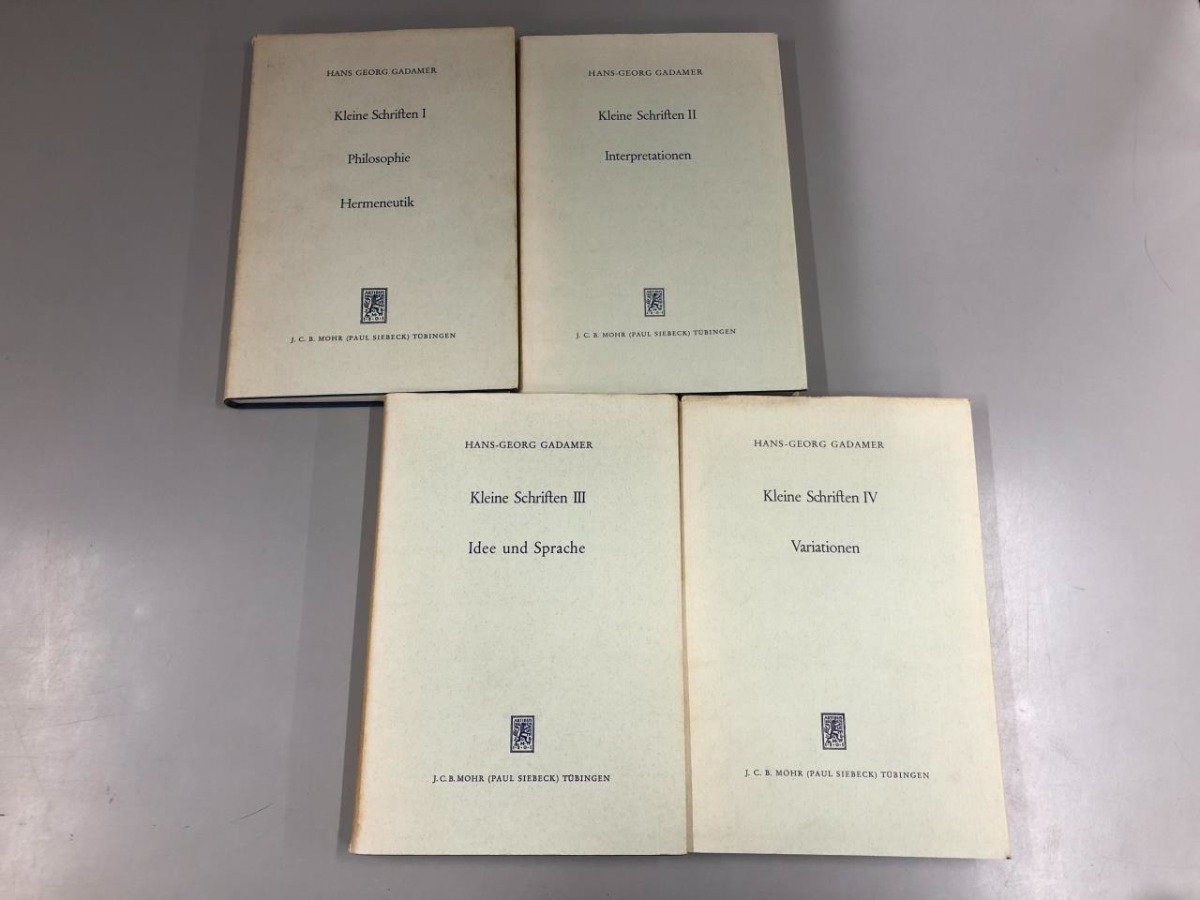 HANS GEORG GADAMER
Kleine Schriften I
Philosophie
Hermeneutik
J. C. B. MOHR (PAUL SIEBECK) TÜBINGEN
HANS-GEORG GADAMER
Kleine Schriften II
Interpretationen
J. C. B. MOHR (PAUL SIEBECK) TÜBINGEN
HANS-GEORG GADAMER
Kleine Schriften III
Idee und Sprache
J. C. B. MOHR (PAUL SIEBECK) TÜBINGEN
HANS-GEORG GADAMER
Kleine Schriften IV
Variationen
J. C. B. MOHR (PAUL SIEBECK) TÜBINGEN